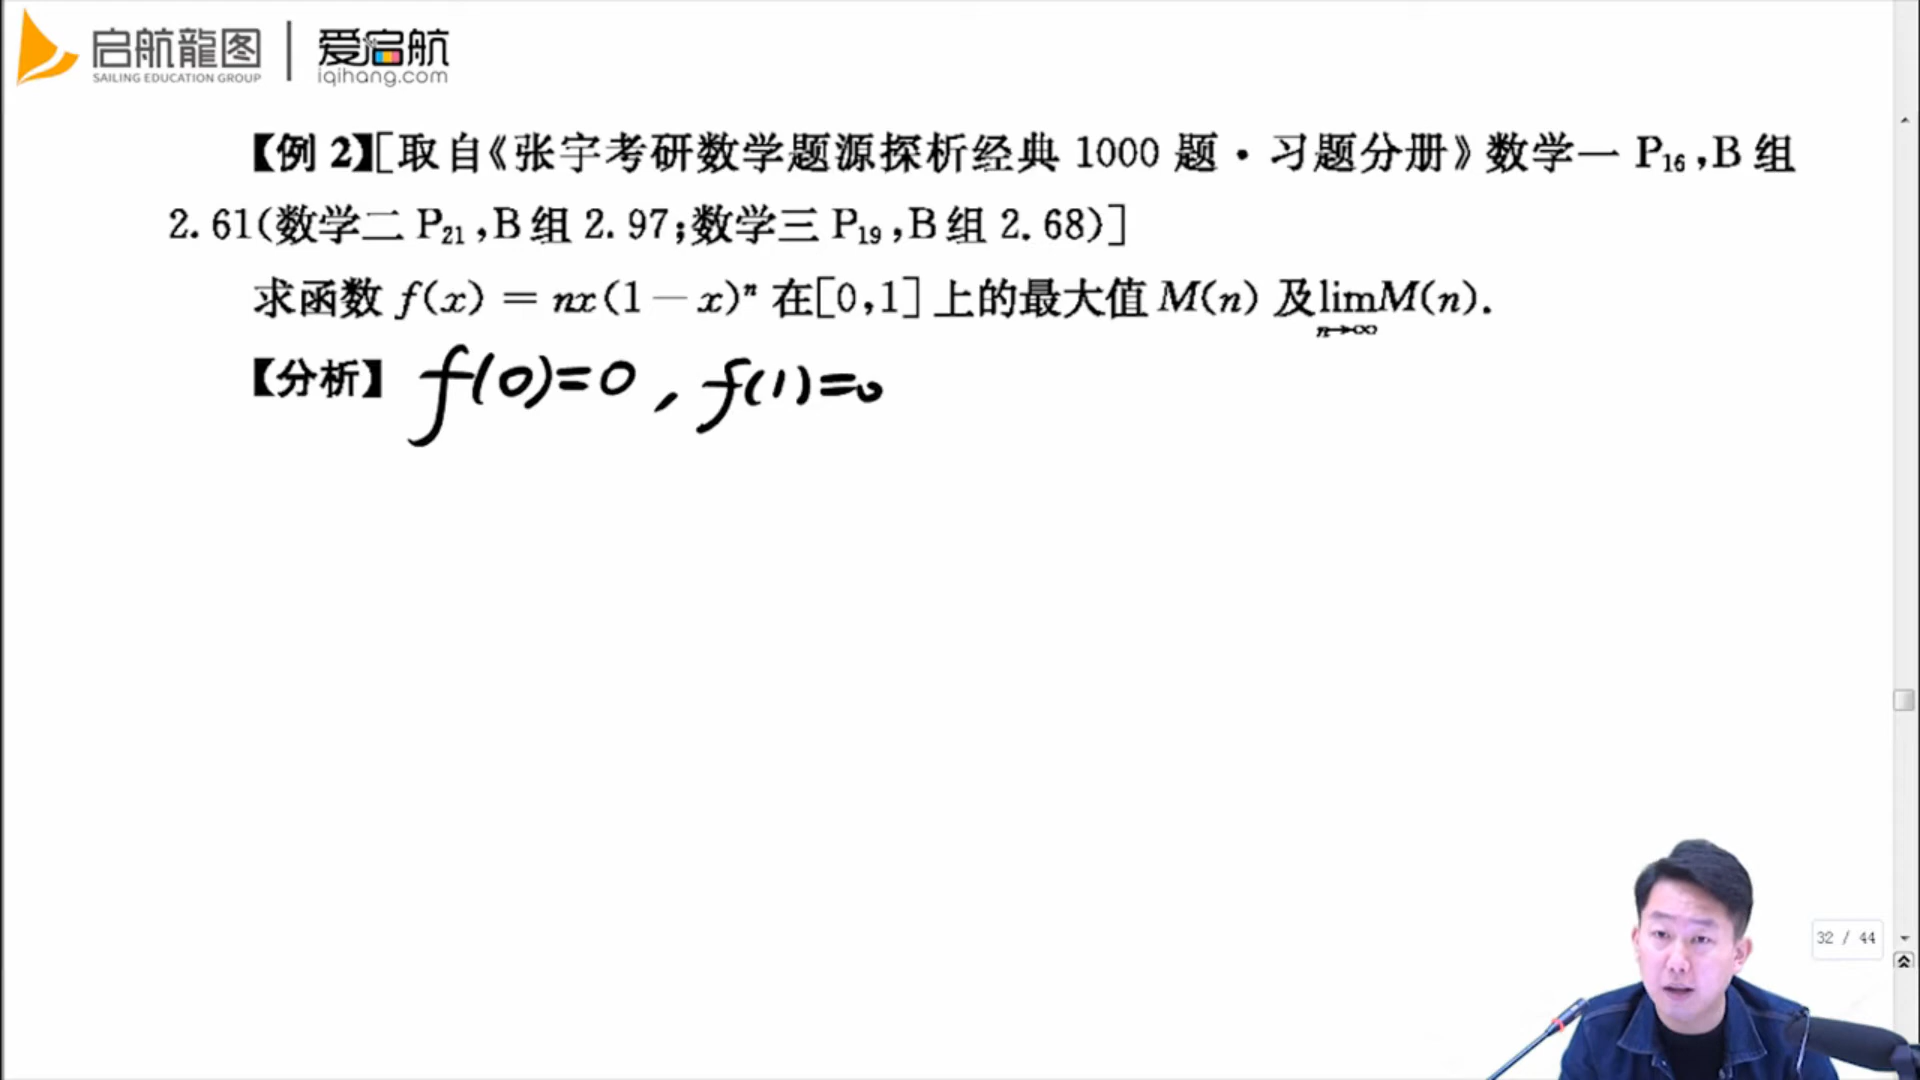 启航龍图 爱启航
SAILING EDUCATION GROUP iqihang.com
【例 2】[取自《张宇考研数学题源探析经典 1000 题·习题分册》数学一 P₁₆,B 组
2.61(数学二 P₂₁,B 组 2.97;数学三 P₁₉,B 组 2.68)]
求函数 f(x) = nx(1-x)ⁿ 在[0,1]上的最大值 M(n) 及lim M(n).
n→∞
【分析】 f(0)=0 , f(1)=0
32 / 44